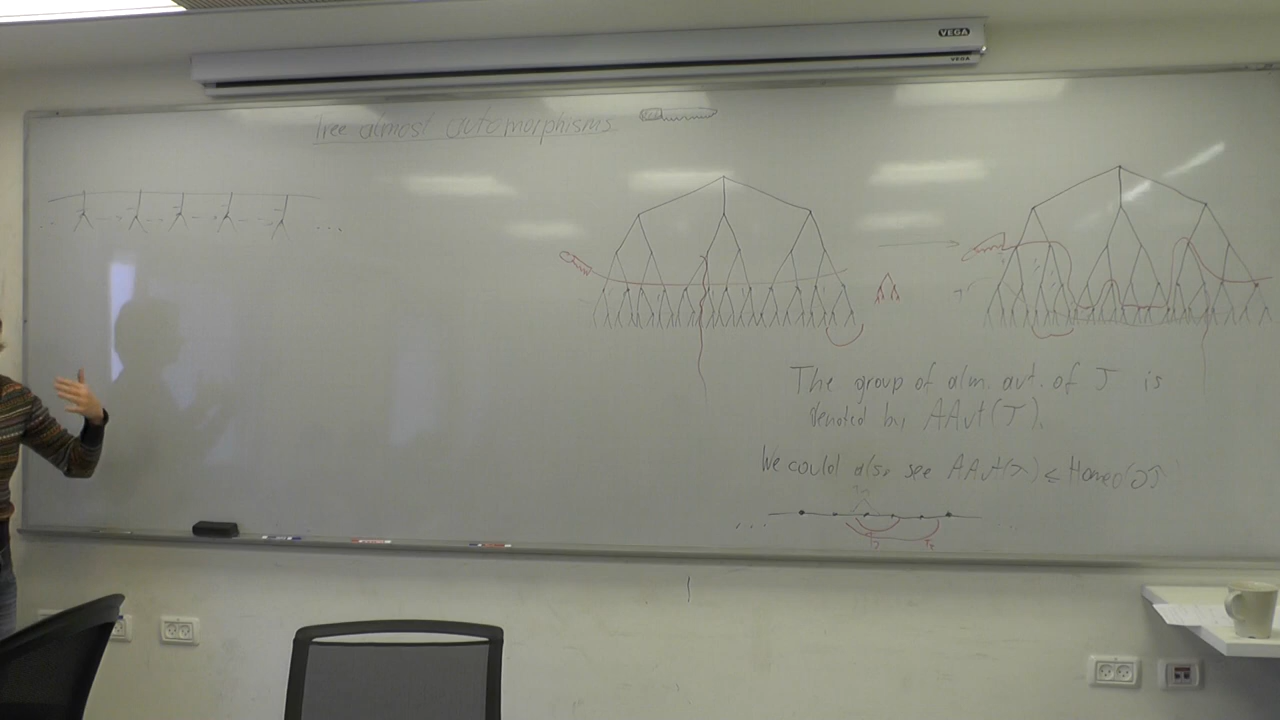 VEGA
VEGA
Tree almost automorphisms
The group of alm. aut. of T is
denoted by AAut(T).
We could also see AAut(T) ≤ Homeo(∂T)